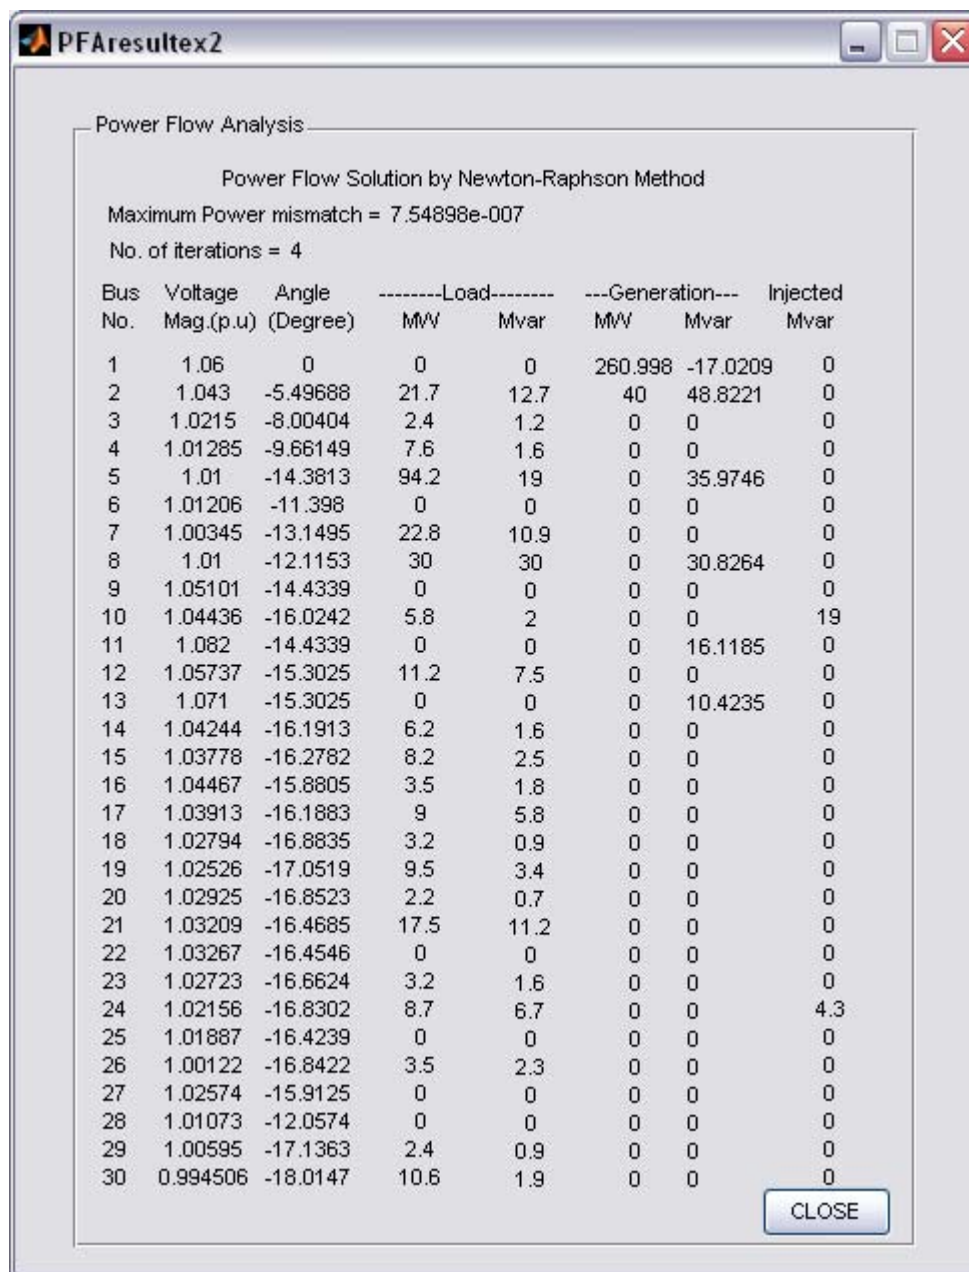 PFAresultex2
Power Flow Analysis
Power Flow Solution by Newton-Raphson Method
Maximum Power mismatch = 7.54898e-007
No. of iterations = 4
Bus Voltage Angle --------Load-------- ---Generation--- Injected
No. Mag.(p.u) (Degree) MW Mvar MW Mvar Mvar
1 1.06 0 0 0 260.998 -17.0209 0
2 1.043 -5.49688 21.7 12.7 40 48.8221 0
3 1.0215 -8.00404 2.4 1.2 0 0 0
4 1.01285 -9.66149 7.6 1.6 0 0 0
5 1.01 -14.3813 94.2 19 0 35.9746 0
6 1.01206 -11.398 0 0 0 0 0
7 1.00345 -13.1495 22.8 10.9 0 0 0
8 1.01 -12.1153 30 30 0 30.8264 0
9 1.05101 -14.4339 0 0 0 0 0
10 1.04436 -16.0242 5.8 2 0 0 19
11 1.082 -14.4339 0 0 0 16.1185 0
12 1.05737 -15.3025 11.2 7.5 0 0 0
13 1.071 -15.3025 0 0 0 10.4235 0
14 1.04244 -16.1913 6.2 1.6 0 0 0
15 1.03778 -16.2782 8.2 2.5 0 0 0
16 1.04467 -15.8805 3.5 1.8 0 0 0
17 1.03913 -16.1883 9 5.8 0 0 0
18 1.02794 -16.8835 3.2 0.9 0 0 0
19 1.02526 -17.0519 9.5 3.4 0 0 0
20 1.02925 -16.8523 2.2 0.7 0 0 0
21 1.03209 -16.4685 17.5 11.2 0 0 0
22 1.03267 -16.4546 0 0 0 0 0
23 1.02723 -16.6624 3.2 1.6 0 0 0
24 1.02156 -16.8302 8.7 6.7 0 0 4.3
25 1.01887 -16.4239 0 0 0 0 0
26 1.00122 -16.8422 3.5 2.3 0 0 0
27 1.02574 -15.9125 0 0 0 0 0
28 1.01073 -12.0574 0 0 0 0 0
29 1.00595 -17.1363 2.4 0.9 0 0 0
30 0.994506 -18.0147 10.6 1.9 0 0 0
CLOSE